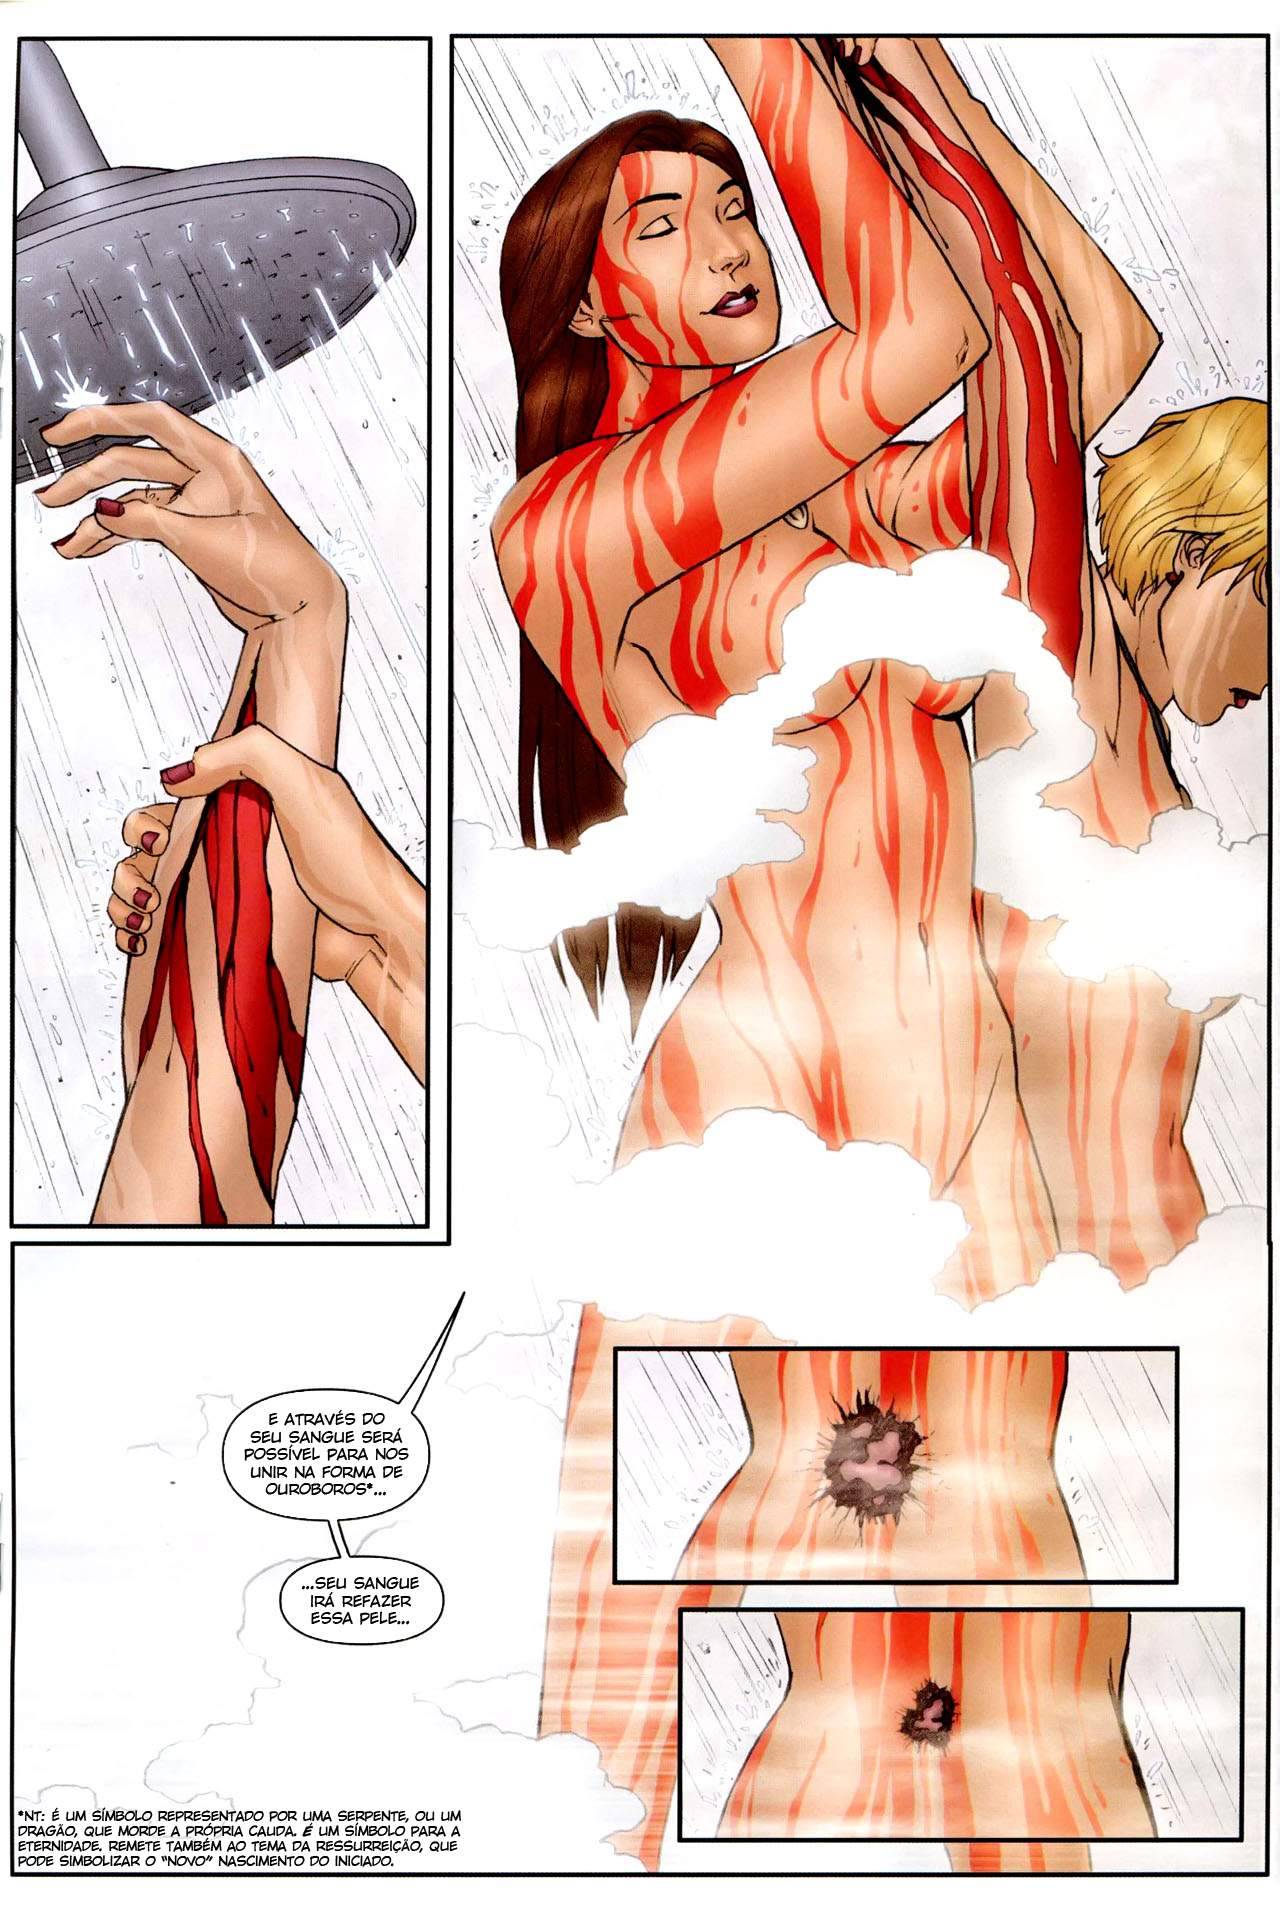 E ATRAVÉS DO
SEU SANGUE SERÁ
POSSÍVEL PARA NOS
UNIR NA FORMA DE
OUROBOROS*...
...SEU SANGUE
IRÁ REFAZER
ESSA PELE...
*NT: É UM SÍMBOLO REPRESENTADO POR UMA SERPENTE, OU UM
DRAGÃO, QUE MORDE A PRÓPRIA CAUDA. É UM SÍMBOLO PARA A
ETERNIDADE. REMETE TAMBÉM AO TEMA DA RESSURREIÇÃO, QUE
PODE SIMBOLIZAR O "NOVO" NASCIMENTO DO INICIADO.